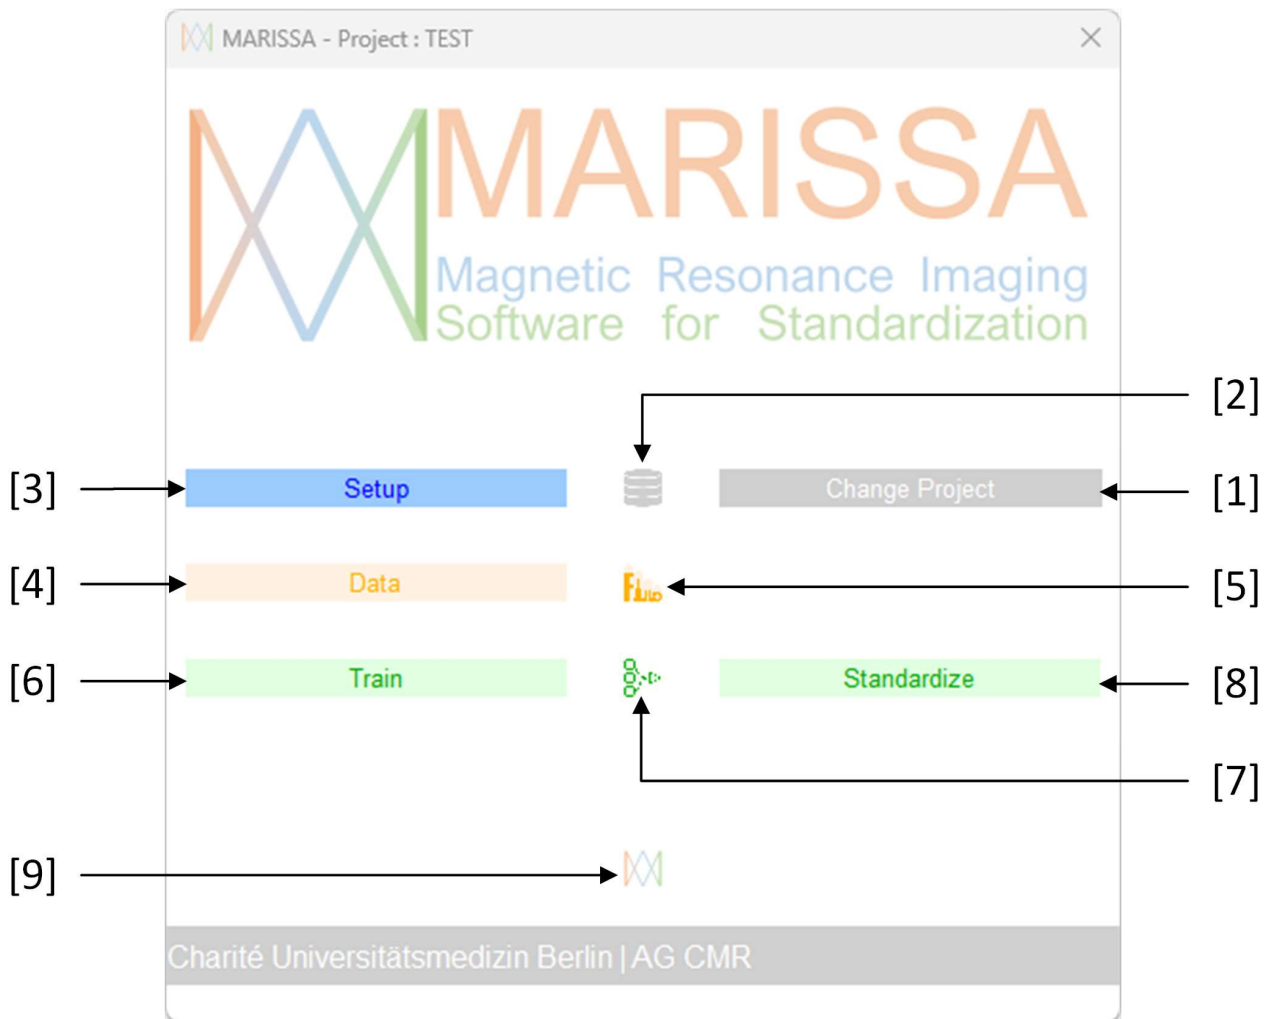 MARISSA - Project : TEST
MARISSA
Magnetic Resonance Imaging
Software for Standardization
[2]
[3] Setup Change Project [1]
[4] Data [5]
[6] Train Standardize [8]
[7]
[9]
Charité Universitätsmedizin Berlin | AG CMR